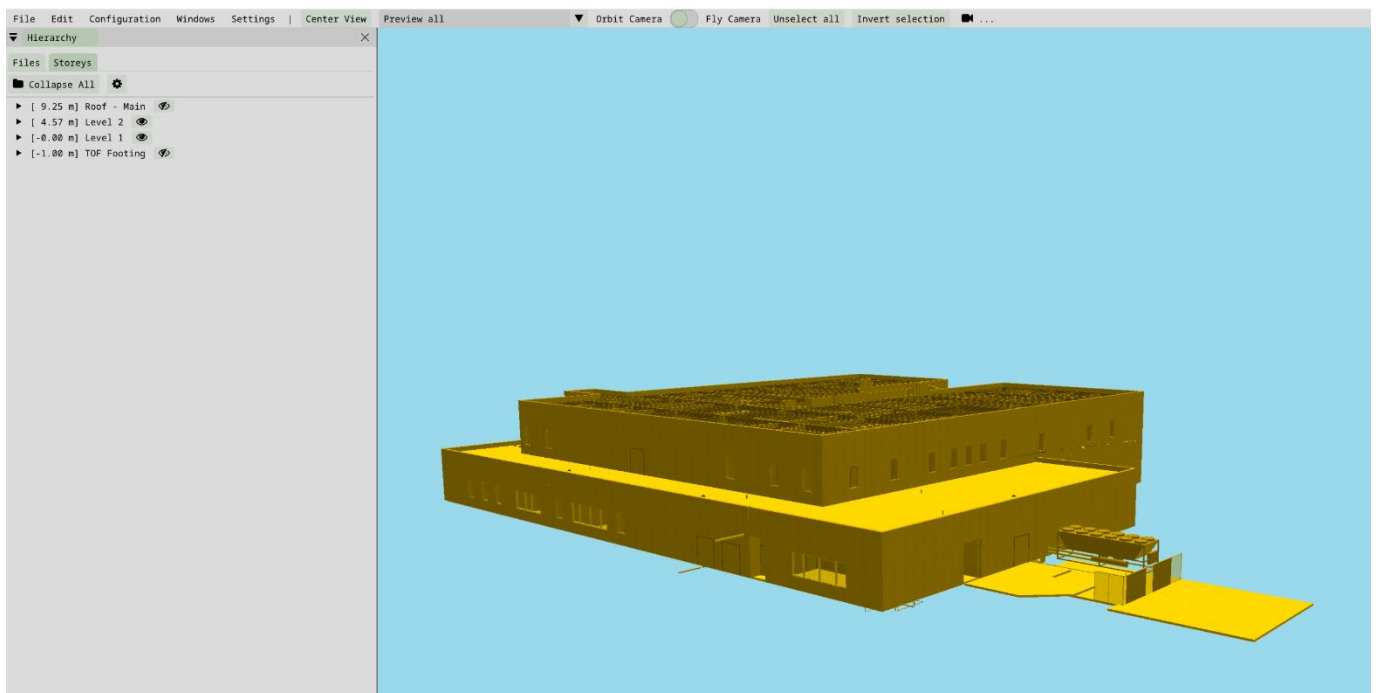 File Edit Configuration Windows Settings | Center View Preview all Orbit Camera Fly Camera Unselect all Invert selection ...
Hierarchy
Files Storeys
Collapse All
[ 9.25 m] Roof - Main
[ 4.57 m] Level 2
[-0.00 m] Level 1
[-1.00 m] TOF Footing